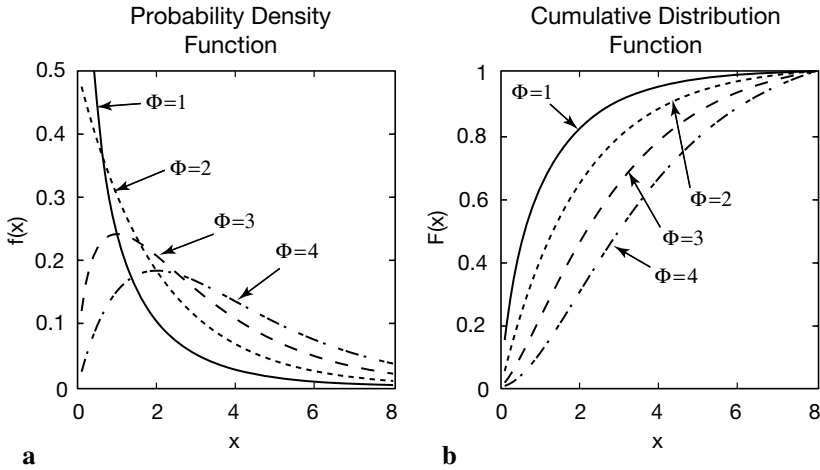 Probability Density
Function
0.5
0.4
0.3
0.2
0.1
0
f(x)
Φ=1
Φ=2
Φ=3
Φ=4
0
2
4
6
8
x
a
Cumulative Distribution
Function
1
0.8
0.6
0.4
0.2
0
F(x)
Φ=1
Φ=2
Φ=3
Φ=4
0
2
4
6
8
x
b